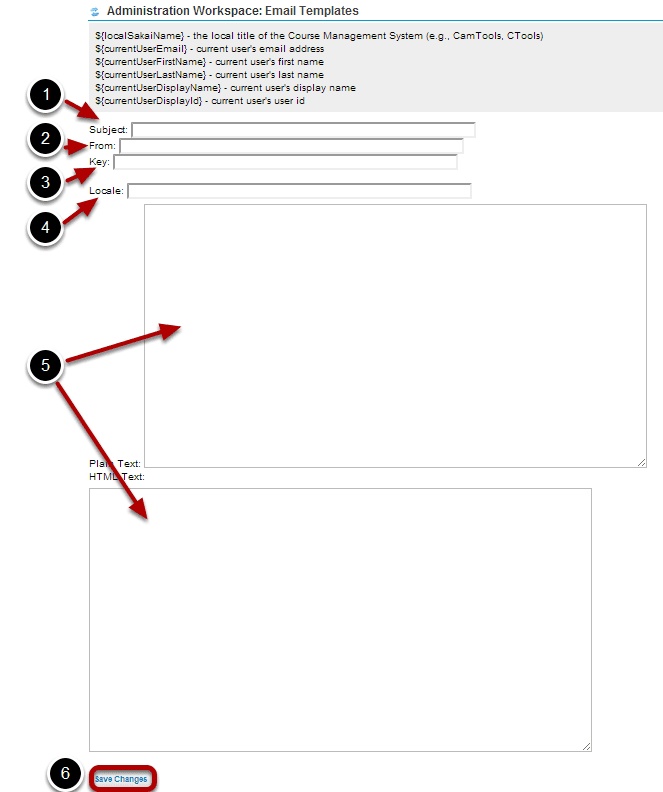 Administration Workspace: Email Templates
${localSakaiName} - the local title of the Course Management System (e.g., CamTools, CTools)
${currentUserEmail} - current user's email address
${currentUserFirstName} - current user's first name
${currentUserLastName} - current user's last name
${currentUserDisplayName} - current user's display name
${currentUserDisplayId} - current user's user id
1
Subject:
2
From:
3
Key:
4
Locale:
5
Plain Text:
HTML Text:
6
Save Changes